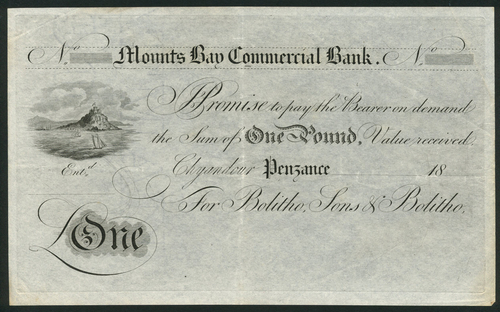 No Mounts Bay Commercial Bank. No
I Promise to pay the Bearer on demand
the Sum of One Pound, Value received.
Chyandour Penzance 18
Entd.
For Bolitho, Sons & Bolitho.
£One